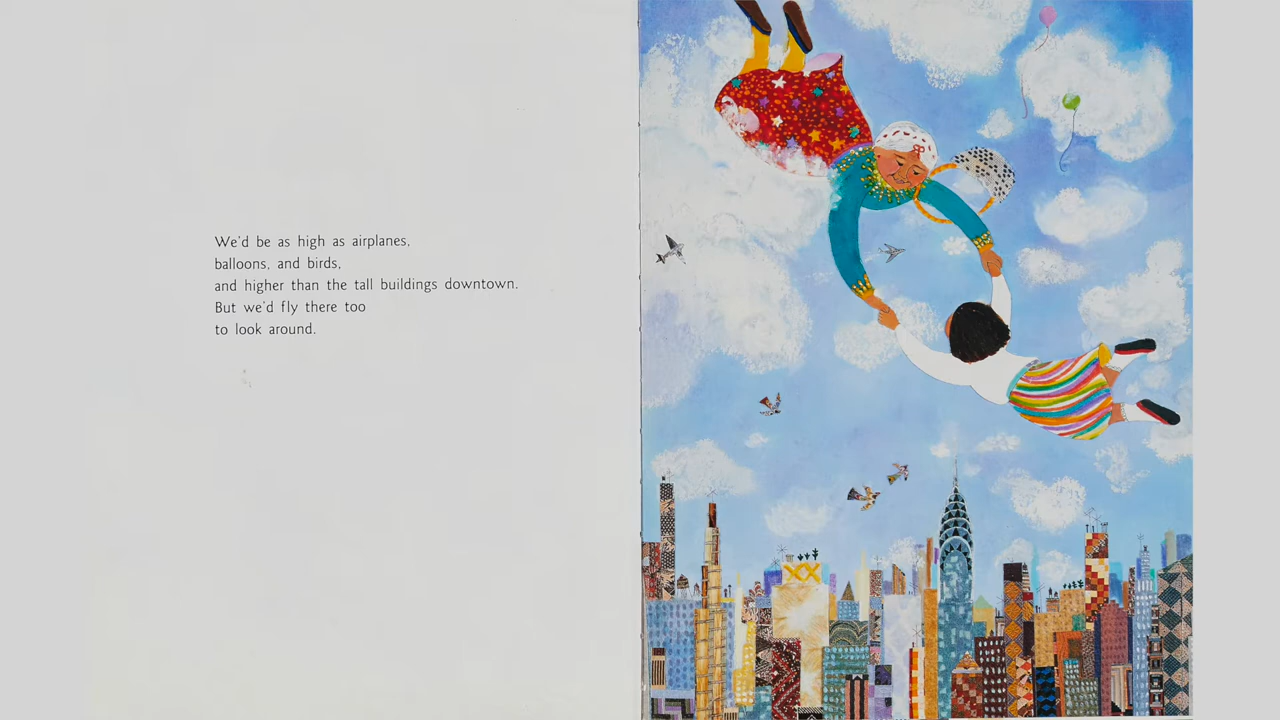 We'd be as high as airplanes,
balloons, and birds,
and higher than the tall buildings downtown.
But we'd fly there too
to look around.